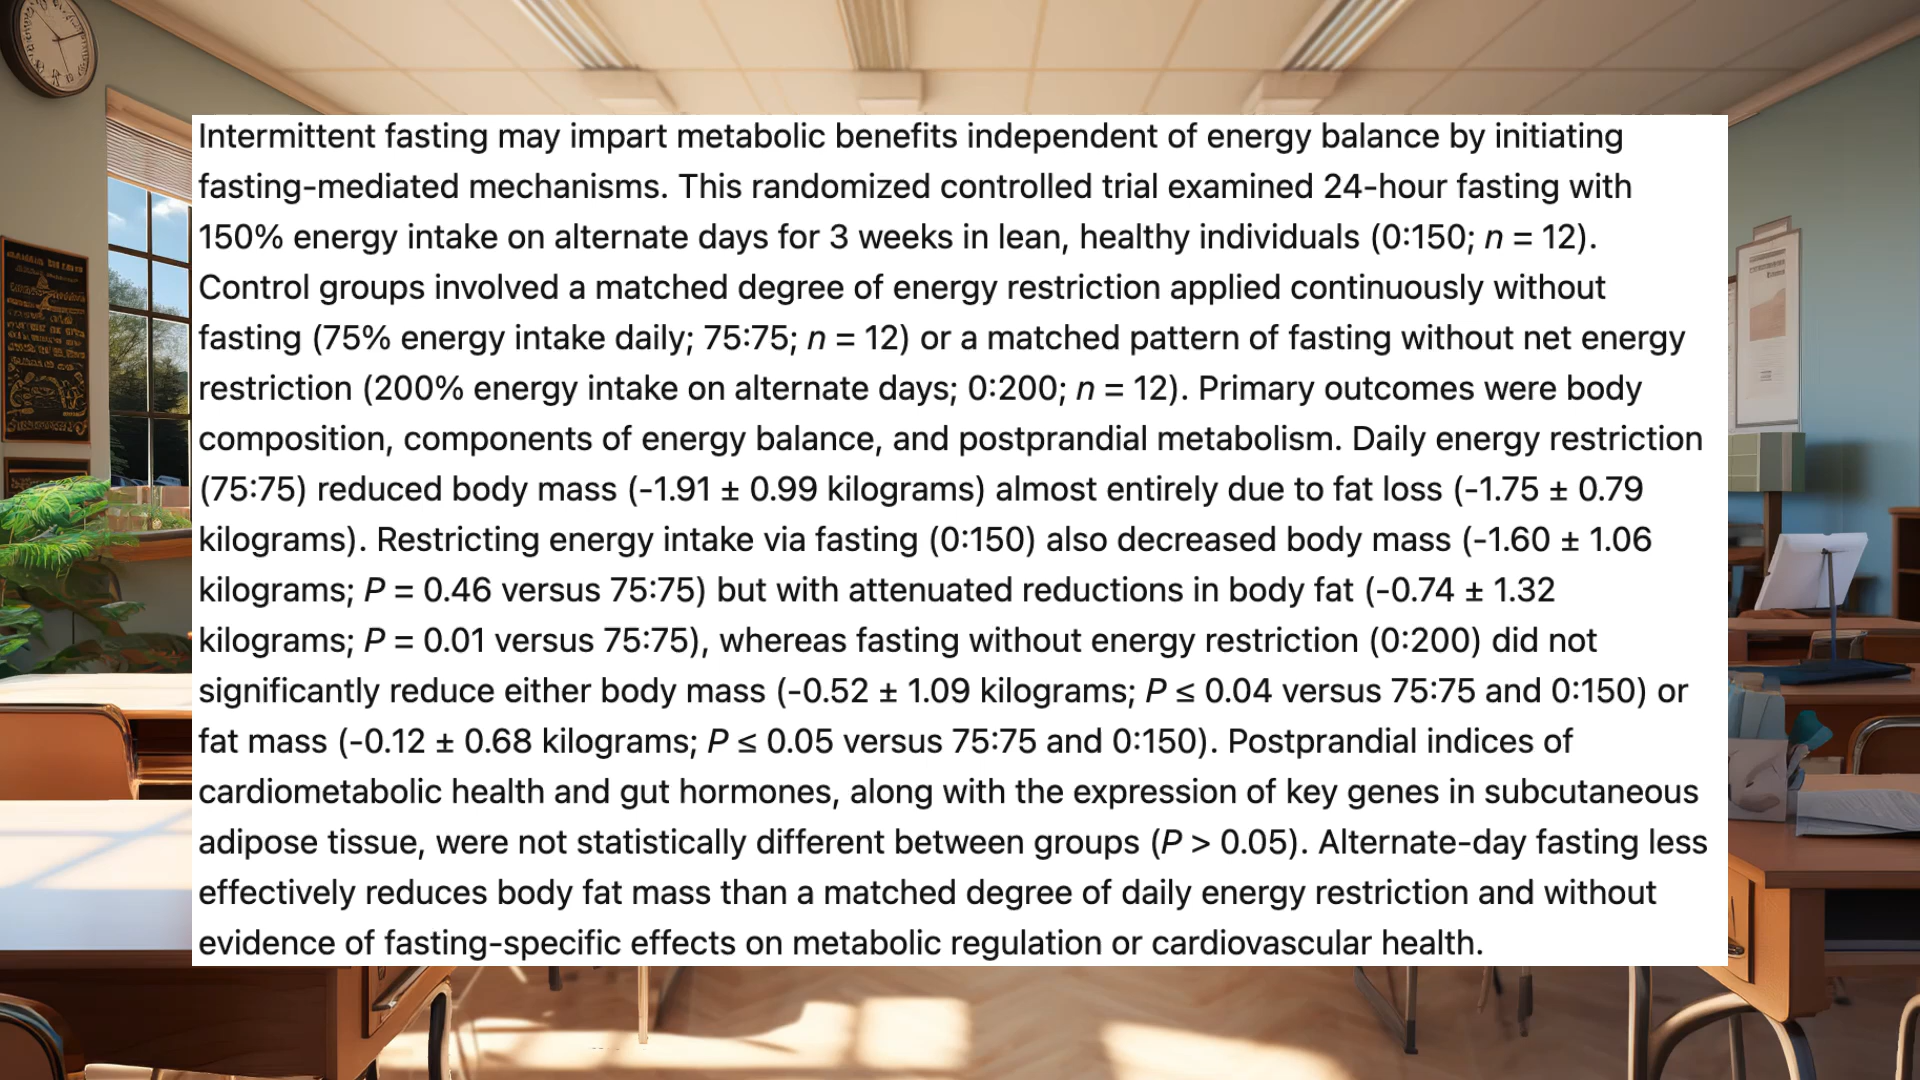 Intermittent fasting may impart metabolic benefits independent of energy balance by initiating
fasting-mediated mechanisms. This randomized controlled trial examined 24-hour fasting with
150% energy intake on alternate days for 3 weeks in lean, healthy individuals (0:150; n = 12).
Control groups involved a matched degree of energy restriction applied continuously without
fasting (75% energy intake daily; 75:75; n = 12) or a matched pattern of fasting without net energy
restriction (200% energy intake on alternate days; 0:200; n = 12). Primary outcomes were body
composition, components of energy balance, and postprandial metabolism. Daily energy restriction
(75:75) reduced body mass (-1.91 ± 0.99 kilograms) almost entirely due to fat loss (-1.75 ± 0.79
kilograms). Restricting energy intake via fasting (0:150) also decreased body mass (-1.60 ± 1.06
kilograms; P = 0.46 versus 75:75) but with attenuated reductions in body fat (-0.74 ± 1.32
kilograms; P = 0.01 versus 75:75), whereas fasting without energy restriction (0:200) did not
significantly reduce either body mass (-0.52 ± 1.09 kilograms; P ≤ 0.04 versus 75:75 and 0:150) or
fat mass (-0.12 ± 0.68 kilograms; P ≤ 0.05 versus 75:75 and 0:150). Postprandial indices of
cardiometabolic health and gut hormones, along with the expression of key genes in subcutaneous
adipose tissue, were not statistically different between groups (P > 0.05). Alternate-day fasting less
effectively reduces body fat mass than a matched degree of daily energy restriction and without
evidence of fasting-specific effects on metabolic regulation or cardiovascular health.